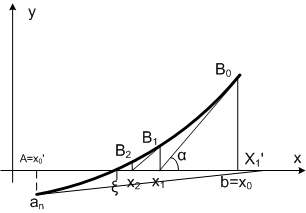 y
B₀
B₁
B₂
α
A=x₀'
X₁'
x
ξ
x₂
x₁
b=x₀
aₙ